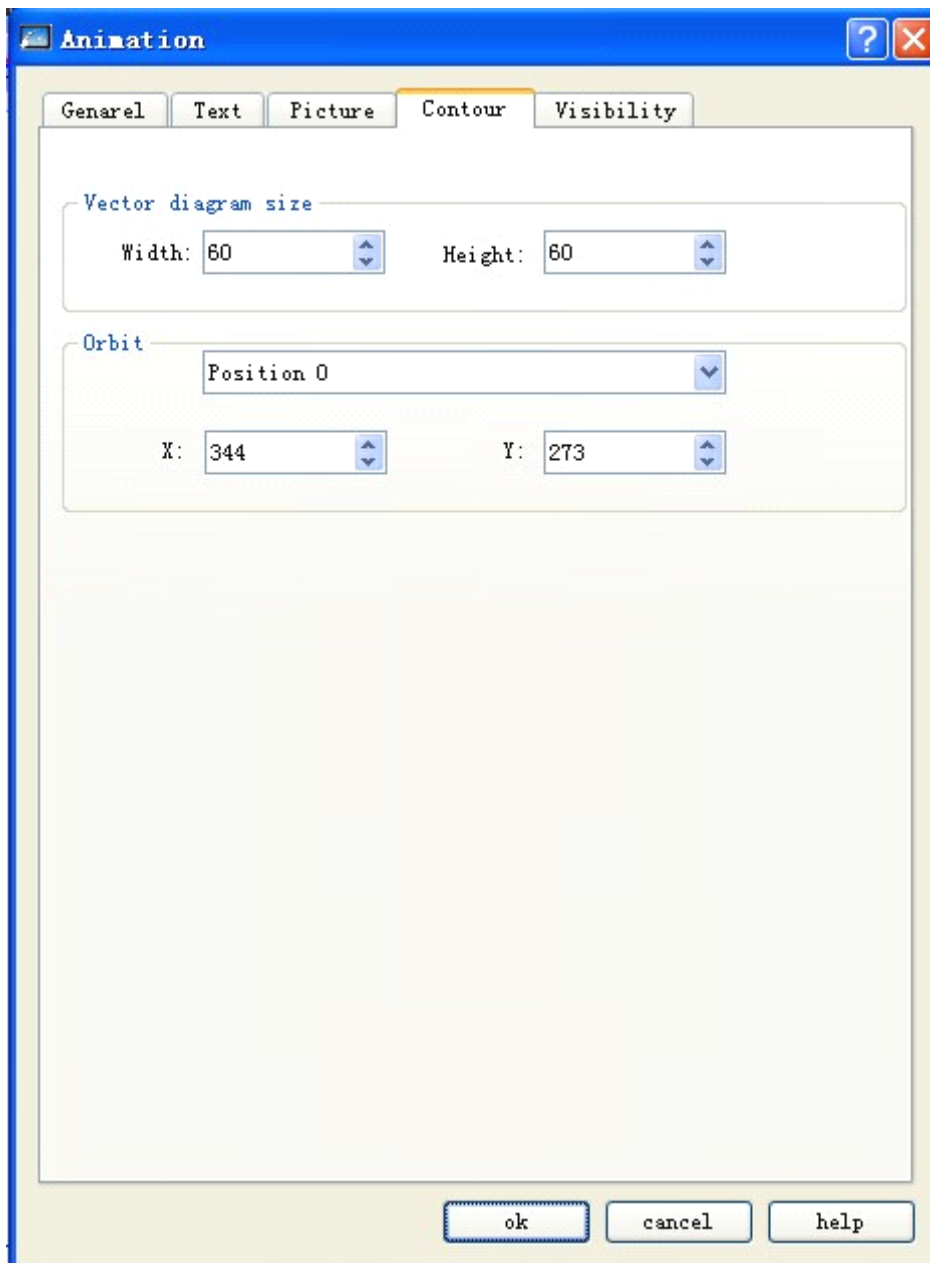 Animation
Genarel Text Picture Contour Visibility
Vector diagram size
Width: 60 Height: 60
Orbit
Position 0
X: 344 Y: 273
ok cancel help